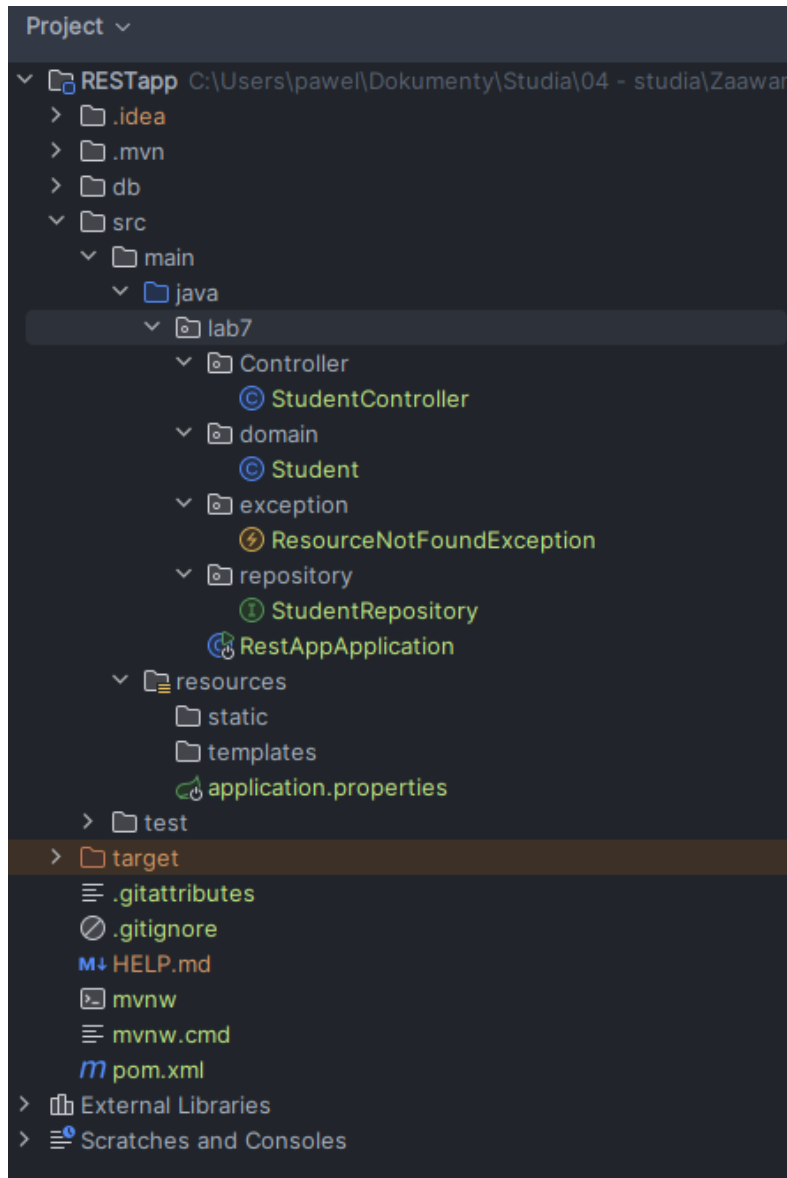 Project
RESTapp C:\Users\pawel\Dokumenty\Studia\04 - studia\Zaawar
.idea
.mvn
db
src
main
java
lab7
Controller
StudentController
domain
Student
exception
ResourceNotFoundException
repository
StudentRepository
RestAppApplication
resources
static
templates
application.properties
test
target
.gitattributes
.gitignore
M↓ HELP.md
mvnw
mvnw.cmd
m pom.xml
External Libraries
Scratches and Consoles